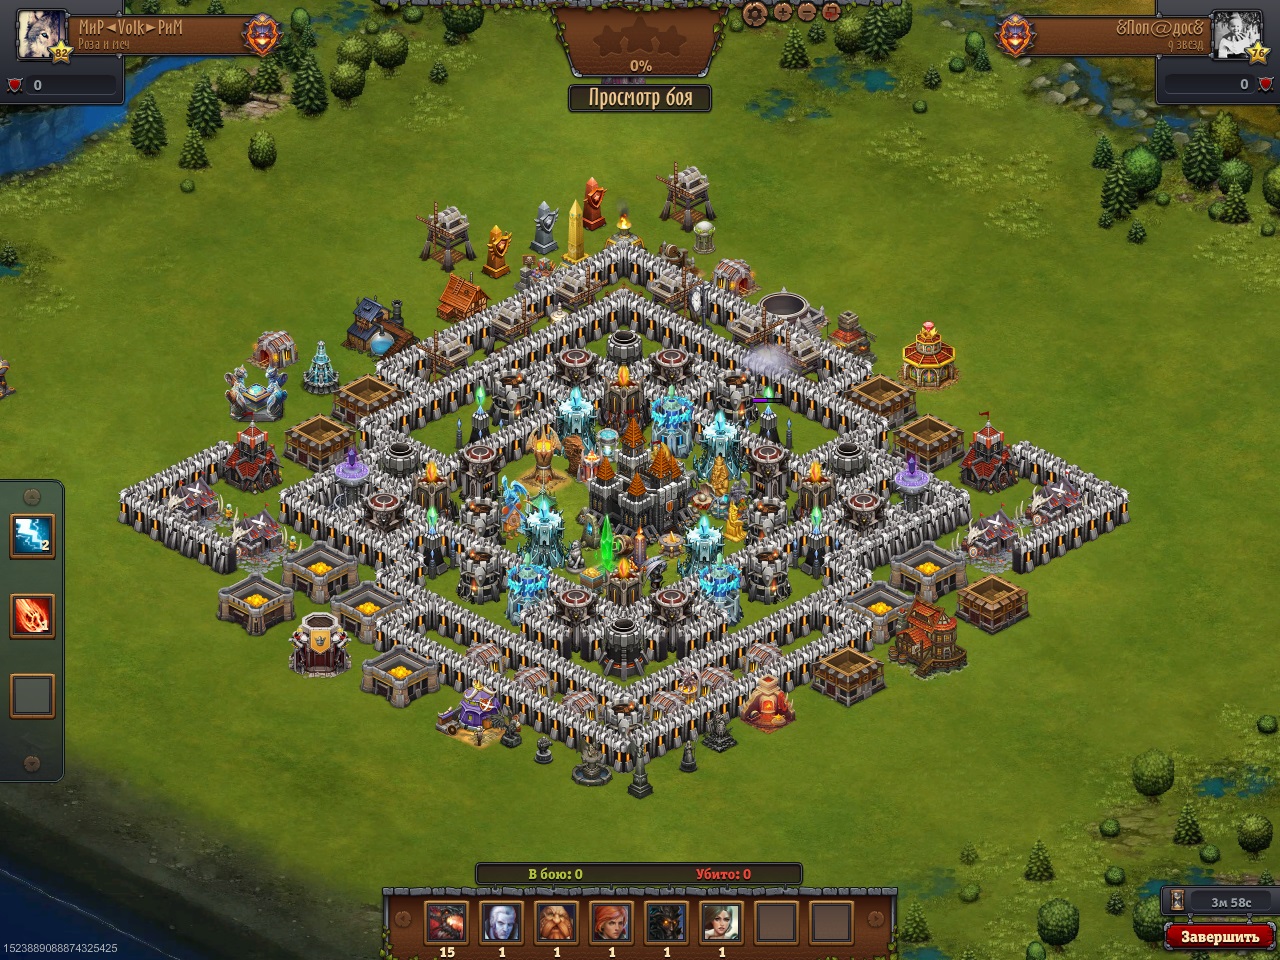 МиР◄Volk►РиМ
Роза и меч
82
0
0%
Просмотр боя
&Поп@дос&
9 звезд
76
0
2
В бою: 0
Убито: 0
15
1
1
1
1
1
3м 58с
Завершить
1523889088874325425